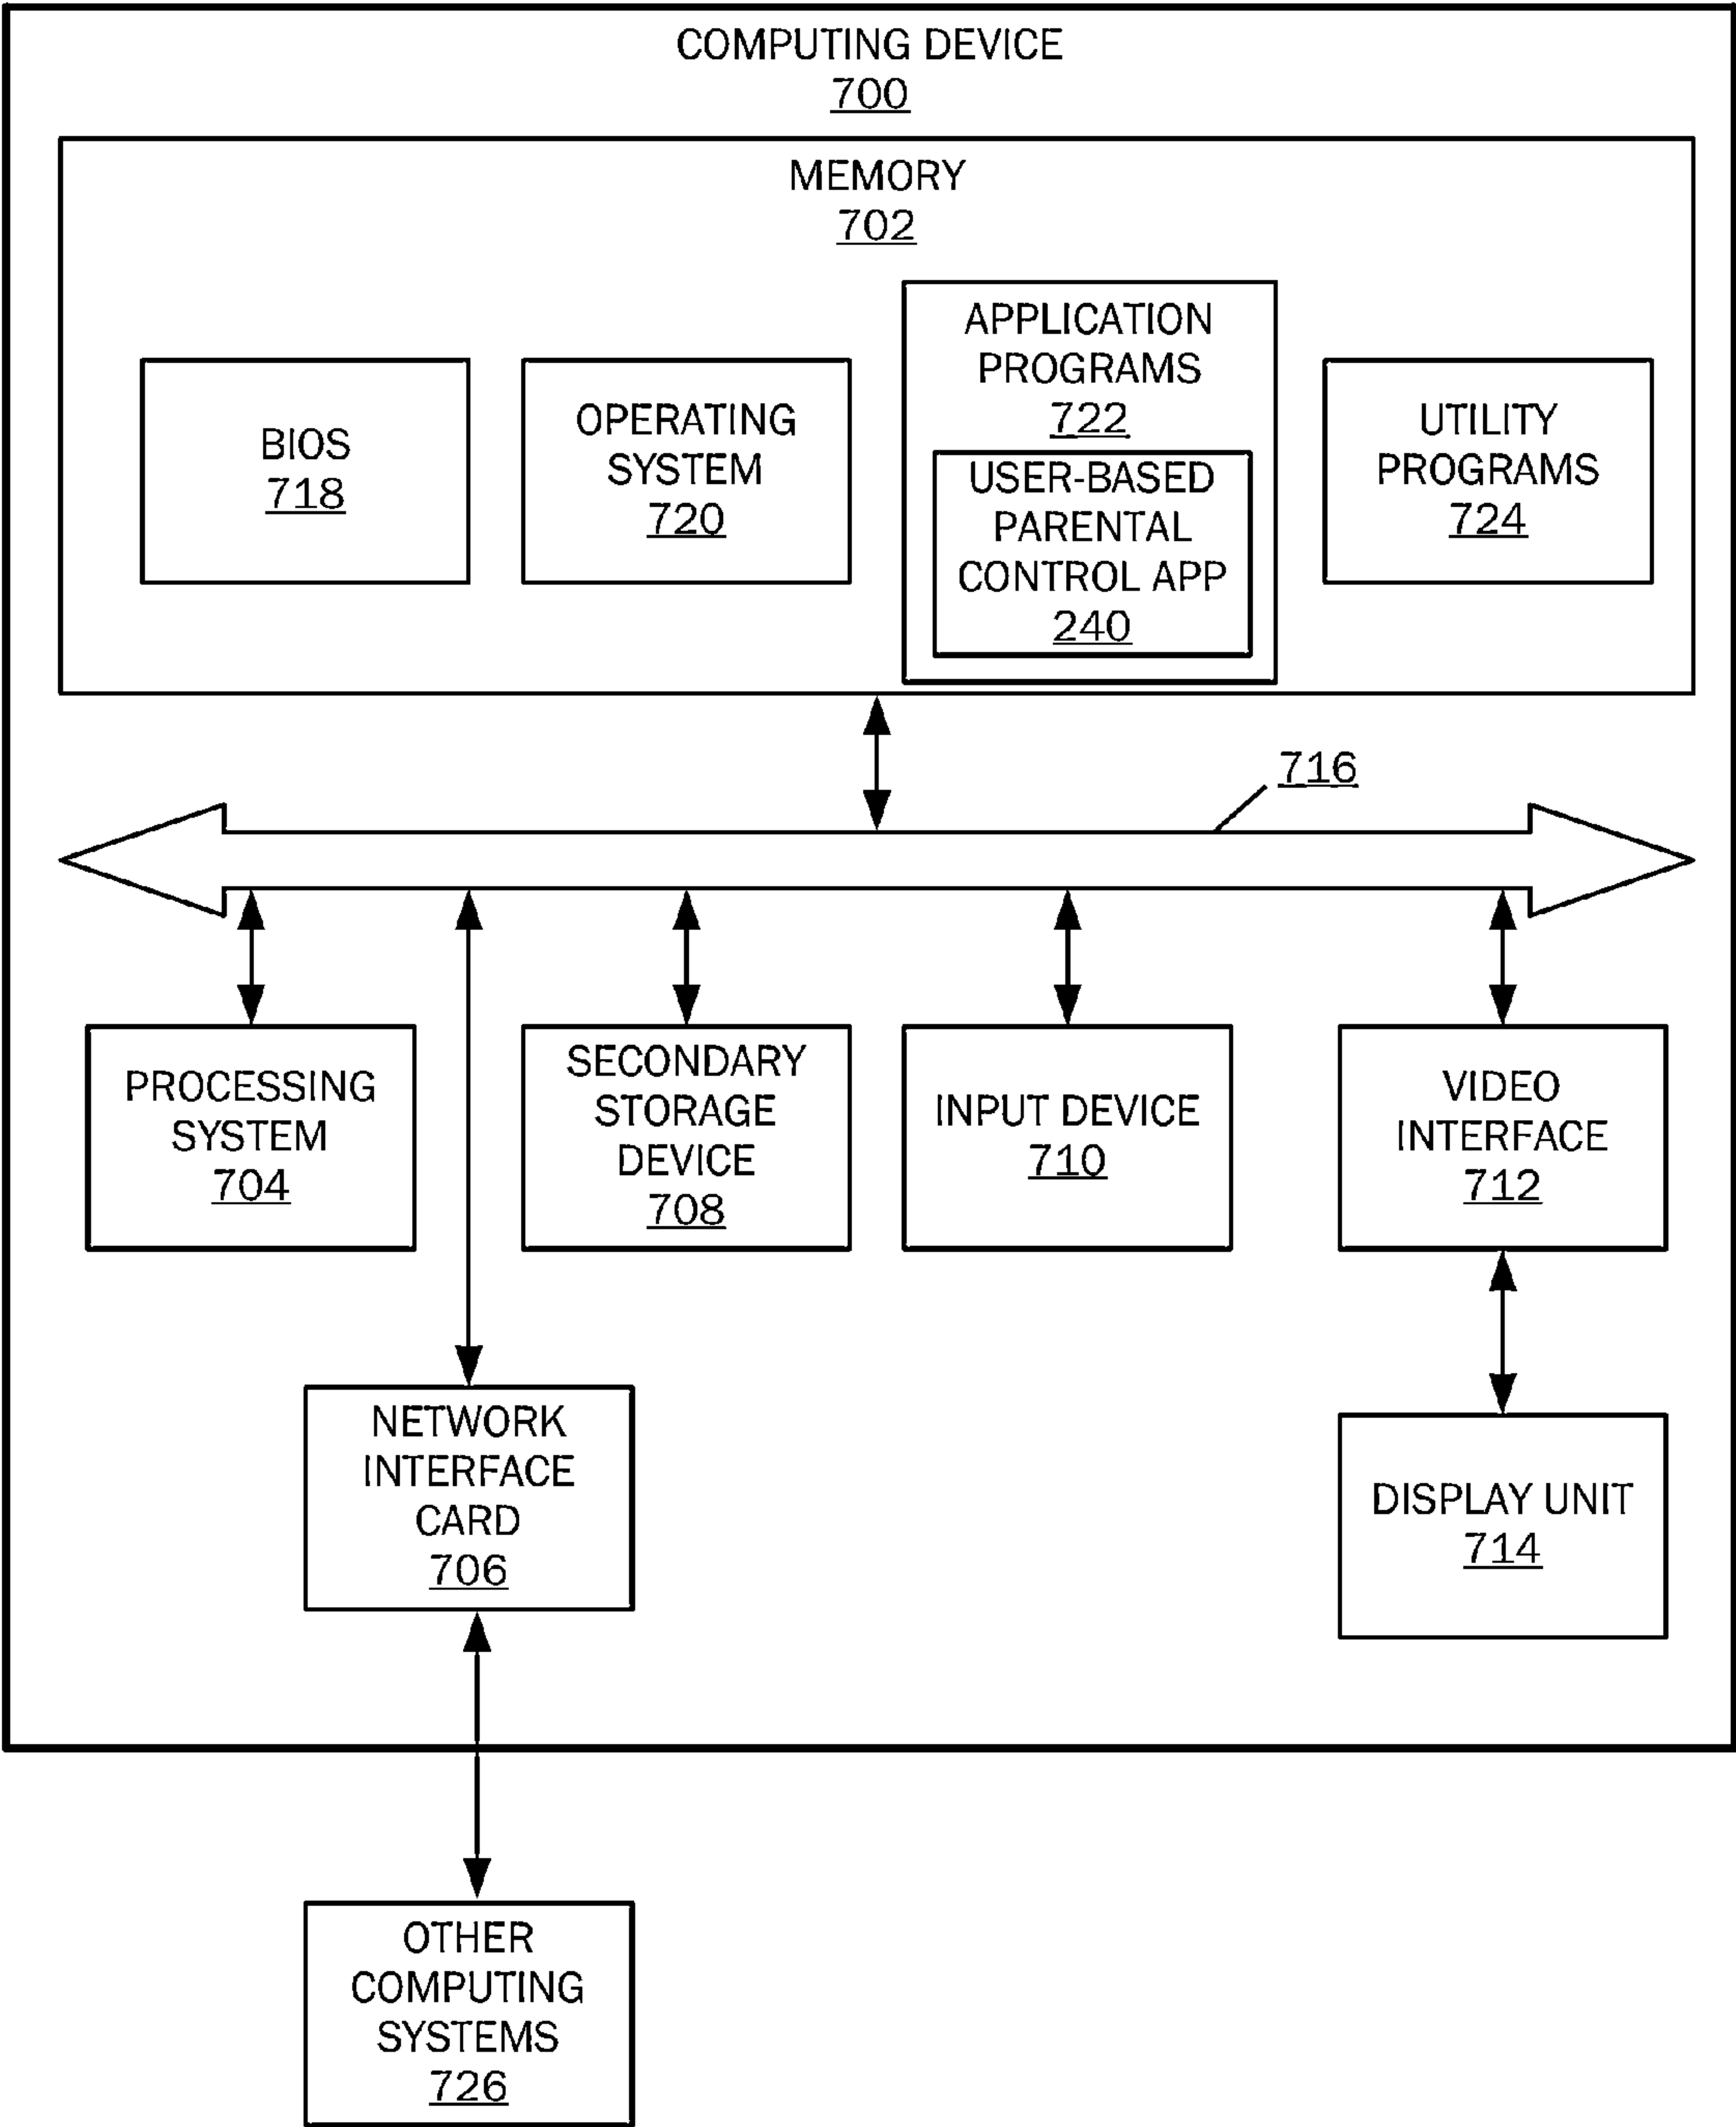 COMPUTING DEVICE
700
MEMORY
702
BIOS
718
OPERATING
SYSTEM
720
APPLICATION
PROGRAMS
722
USER-BASED
PARENTAL
CONTROL APP
240
UTILITY
PROGRAMS
724
716
PROCESSING
SYSTEM
704
SECONDARY
STORAGE
DEVICE
708
INPUT DEVICE
710
VIDEO
INTERFACE
712
NETWORK
INTERFACE
CARD
706
DISPLAY UNIT
714
OTHER
COMPUTING
SYSTEMS
726